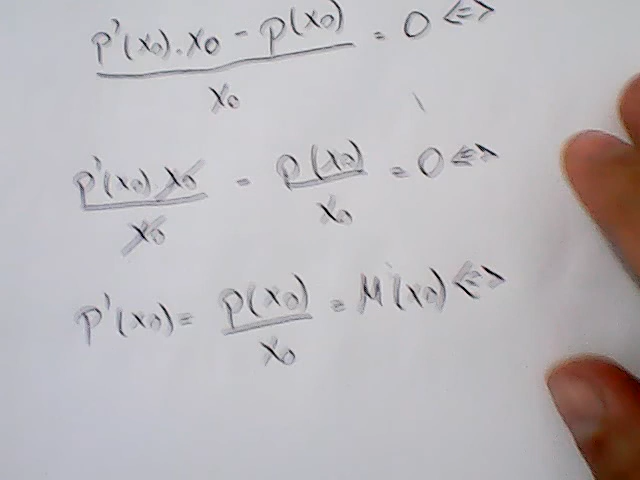 p'(x₀).x₀ - p(x₀) / x₀ = 0 <=>
p'(x₀) x₀ / x₀ - p(x₀) / x₀ = 0 <=>
p'(x₀) = p(x₀) / x₀ = M(x₀) <=>